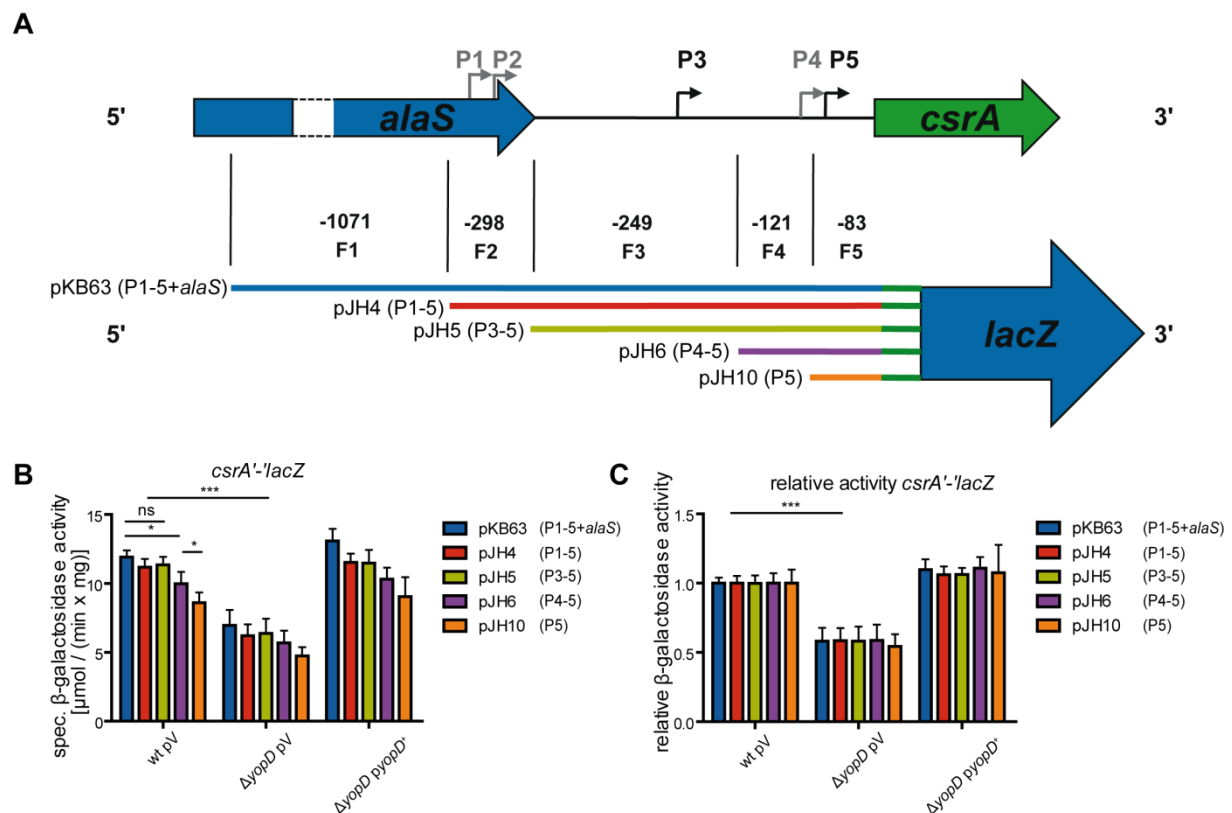 A
P1 P2 P3 P4 P5
5' alaS csrA 3'
-1071 -298 -249 -121 -83
F1 F2 F3 F4 F5
pKB63 (P1-5+alaS)
pJH4 (P1-5)
5' pJH5 (P3-5) lacZ 3'
pJH6 (P4-5)
pJH10 (P5)
B
csrA'-'lacZ
***
ns
*
*
spec. β-galactosidase activity
[µmol / (min x mg)]
15
10
5
0
wt pV
ΔyopD pV
ΔyopD pyopD⁺
pKB63 (P1-5+alaS)
pJH4 (P1-5)
pJH5 (P3-5)
pJH6 (P4-5)
pJH10 (P5)
C
relative activity csrA'-'lacZ
***
relative β-galactosidase activity
1.5
1.0
0.5
0.0
wt pV
ΔyopD pV
ΔyopD pyopD⁺
pKB63 (P1-5+alaS)
pJH4 (P1-5)
pJH5 (P3-5)
pJH6 (P4-5)
pJH10 (P5)